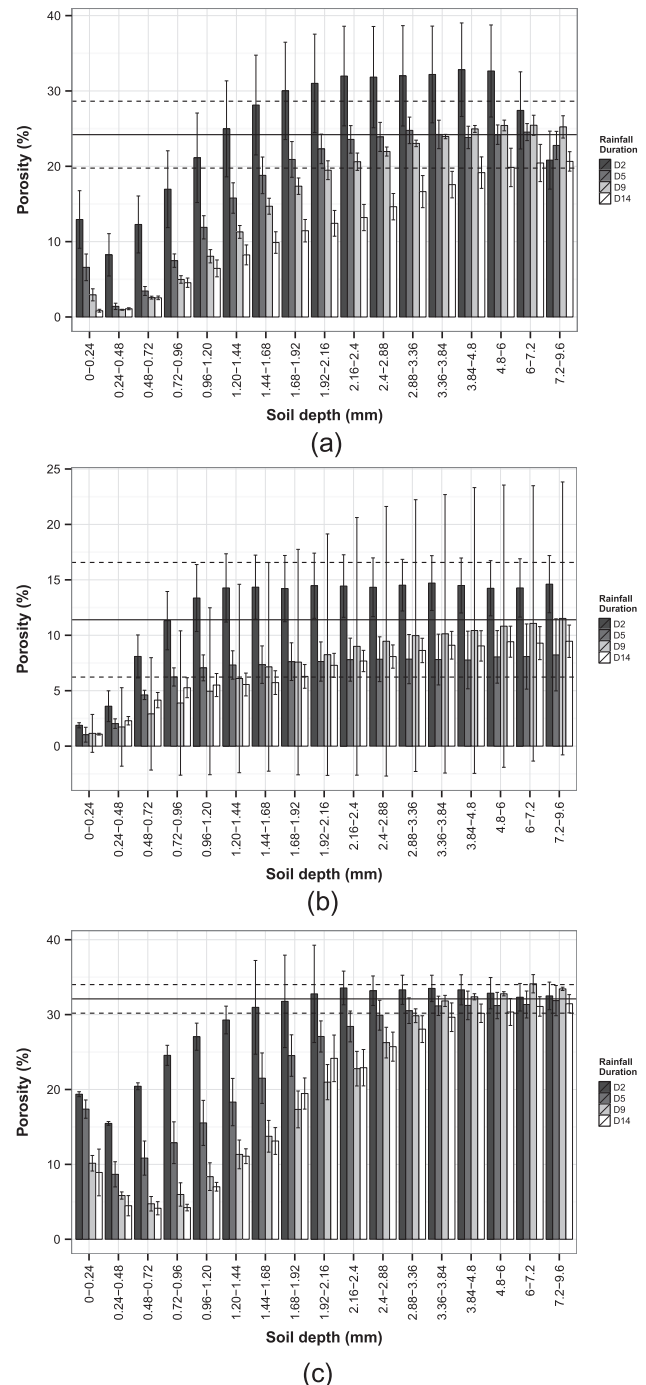 40
30
20
10
0
Porosity (%)
0−0.24
0.24−0.48
0.48−0.72
0.72−0.96
0.96−1.20
1.20−1.44
1.44−1.68
1.68−1.92
1.92−2.16
2.16−2.4
2.4−2.88
2.88−3.36
3.36−3.84
3.84−4.8
4.8−6
6−7.2
7.2−9.6
Soil depth (mm)
Rainfall
Duration
D2
D5
D9
D14
(a)
25
20
15
10
5
0
Porosity (%)
0−0.24
0.24−0.48
0.48−0.72
0.72−0.96
0.96−1.20
1.20−1.44
1.44−1.68
1.68−1.92
1.92−2.16
2.16−2.4
2.4−2.88
2.88−3.36
3.36−3.84
3.84−4.8
4.8−6
6−7.2
7.2−9.6
Soil depth (mm)
Rainfall
Duration
D2
D5
D9
D14
(b)
40
30
20
10
0
Porosity (%)
0−0.24
0.24−0.48
0.48−0.72
0.72−0.96
0.96−1.20
1.20−1.44
1.44−1.68
1.68−1.92
1.92−2.16
2.16−2.4
2.4−2.88
2.88−3.36
3.36−3.84
3.84−4.8
4.8−6
6−7.2
7.2−9.6
Soil depth (mm)
Rainfall
Duration
D2
D5
D9
D14
(c)